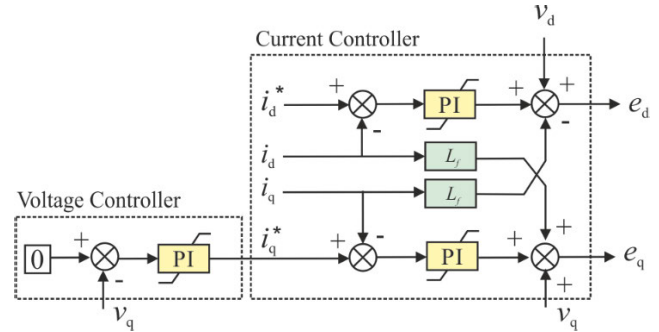 v_d
Current Controller
i_d* + - PI + + - e_d
i_d L_f
i_q L_f
Voltage Controller
0 + - PI i_q* + - PI + + + e_q
v_q v_q